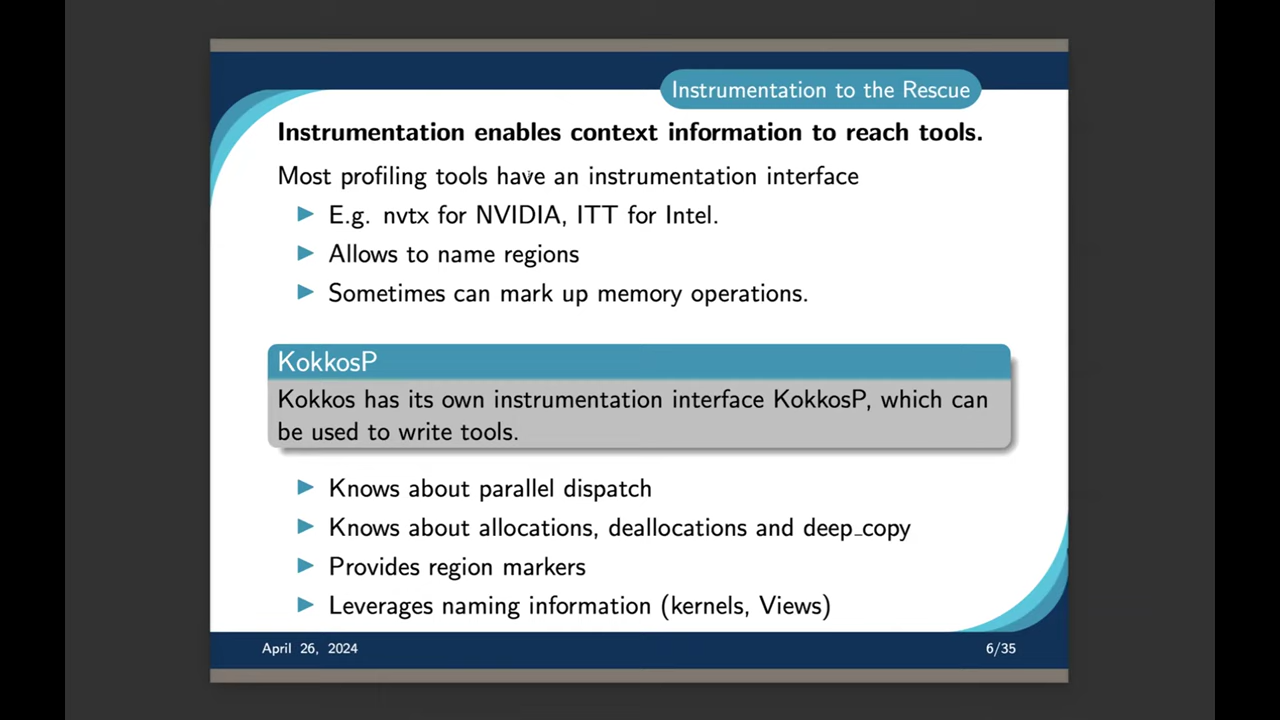 Instrumentation to the Rescue
Instrumentation enables context information to reach tools.
Most profiling tools have an instrumentation interface
E.g. nvtx for NVIDIA, ITT for Intel.
Allows to name regions
Sometimes can mark up memory operations.
KokkosP
Kokkos has its own instrumentation interface KokkosP, which can
be used to write tools.
Knows about parallel dispatch
Knows about allocations, deallocations and deep_copy
Provides region markers
Leverages naming information (kernels, Views)
April 26, 2024 6/35